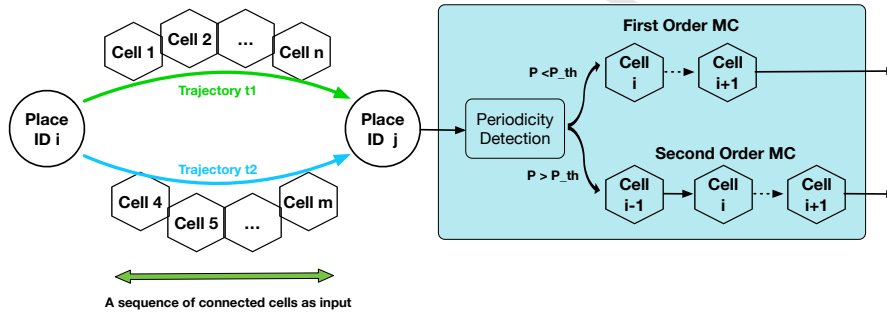 Cell 1
Cell 2
...
Cell n
Trajectory t1
Place
ID i
Place
ID j
Trajectory t2
Cell 4
Cell 5
...
Cell m
A sequence of connected cells as input
First Order MC
P <P_th
Cell
i
Cell
i+1
Periodicity
Detection
Second Order MC
P > P_th
Cell
i-1
Cell
i
Cell
i+1